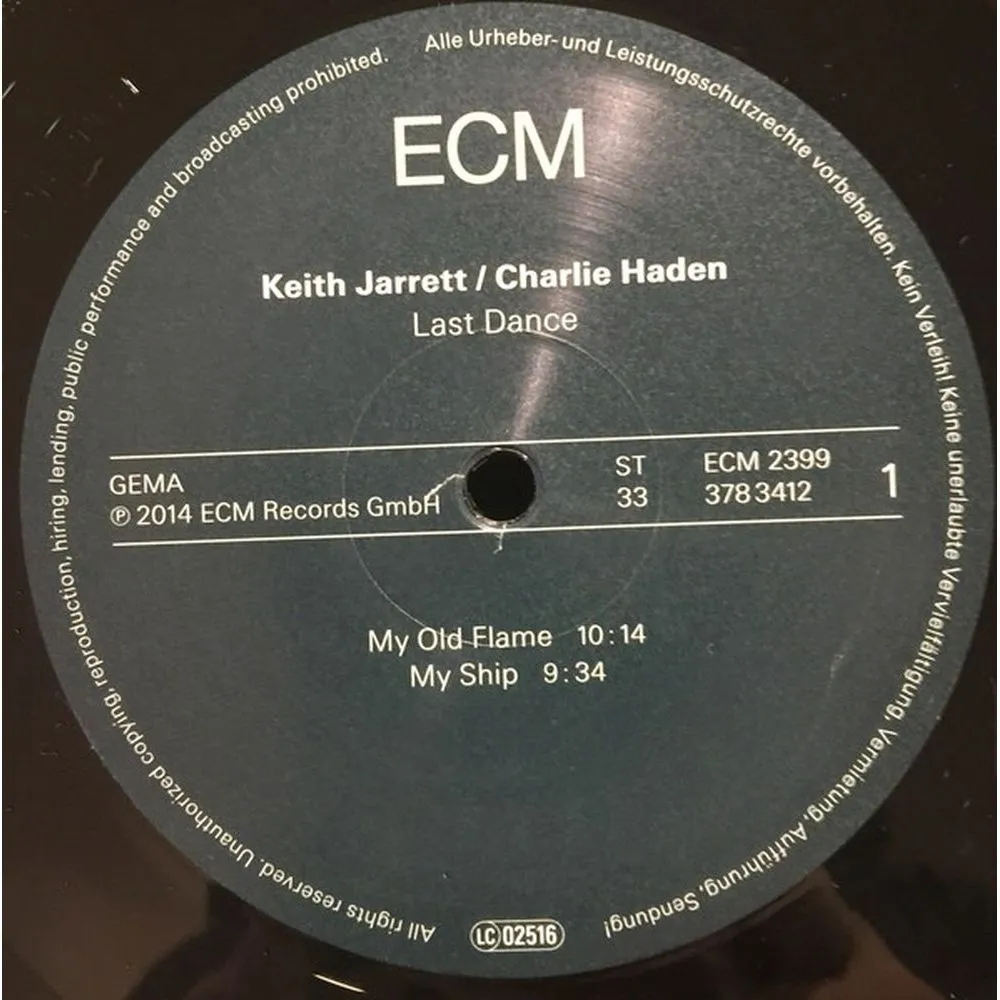 ECM
Keith Jarrett / Charlie Haden
Last Dance
GEMA
℗ 2014 ECM Records GmbH
ST
33
ECM 2399
378 3412
1
My Old Flame 10:14
My Ship 9:34
LC 02516
All rights reserved. Unauthorized copying, reproduction, hiring, lending, public performance and broadcasting prohibited.
Alle Urheber- und Leistungsschutzrechte vorbehalten. Kein Verleih! Keine unerlaubte Vervielfältigung, Vermietung, Aufführung, Sendung!